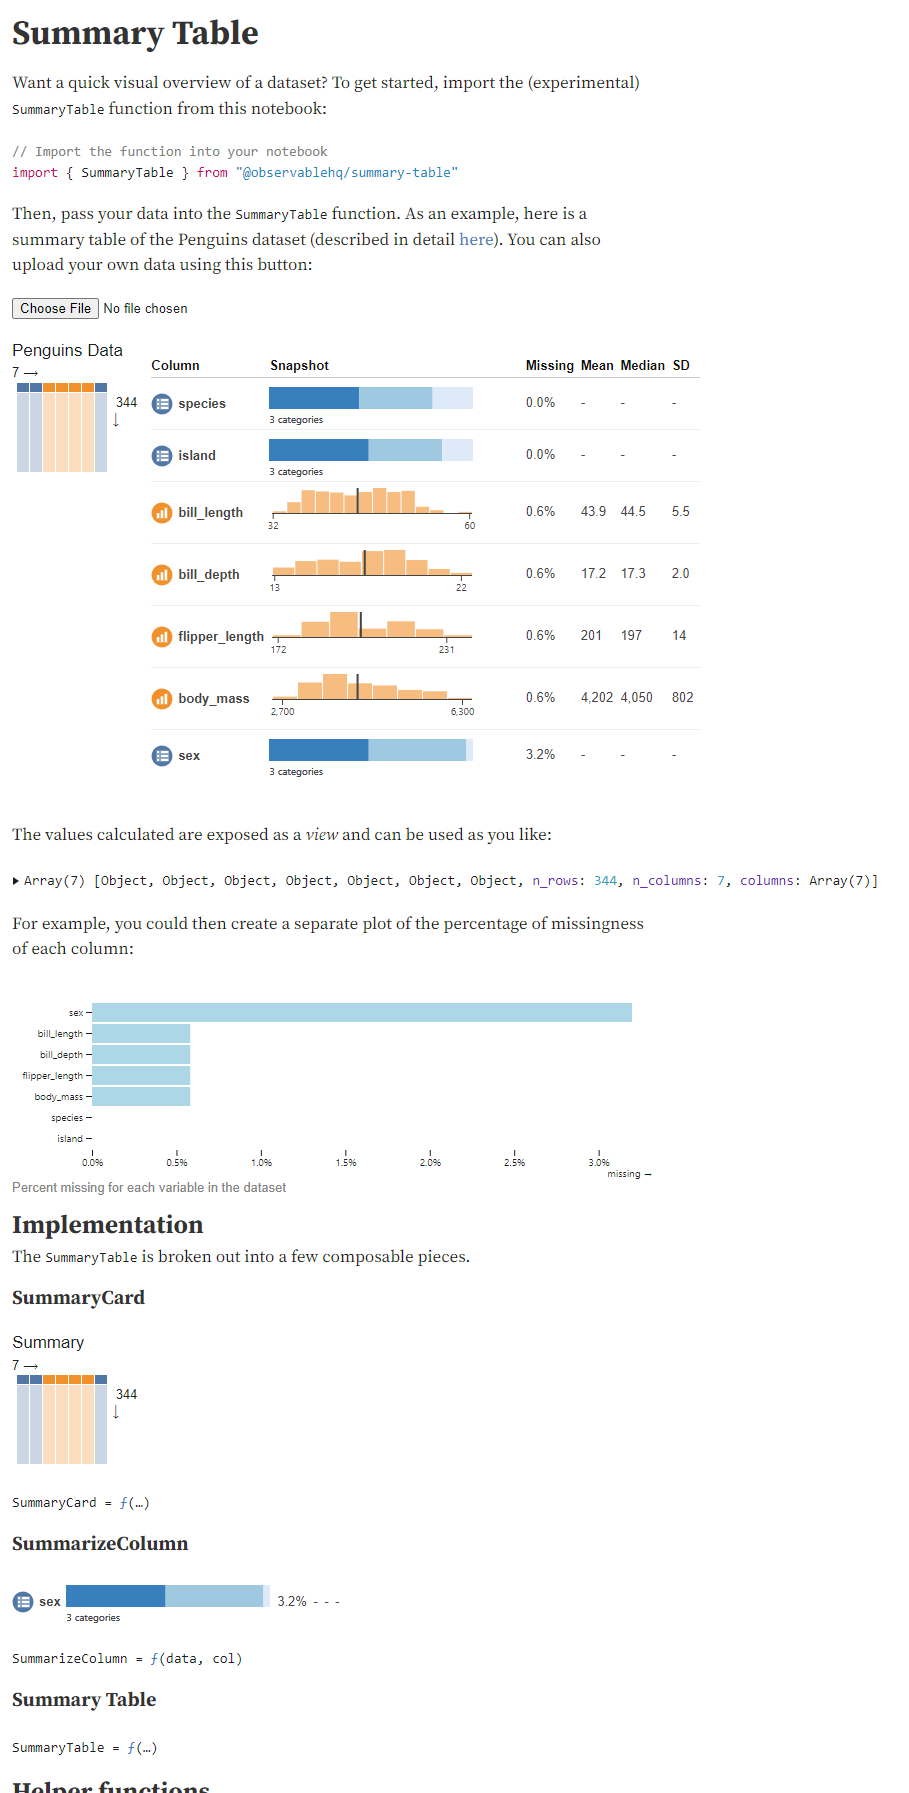 Summary Table
Want a quick visual overview of a dataset? To get started, import the (experimental)
SummaryTable function from this notebook:
// Import the function into your notebook
import { SummaryTable } from "@observablehq/summary-table"
Then, pass your data into the SummaryTable function. As an example, here is a
summary table of the Penguins dataset (described in detail here). You can also
upload your own data using this button:
Choose File No file chosen
Penguins Data
7 →
344
↓
Column Snapshot Missing Mean Median SD
species 0.0% - - -
3 categories
island 0.0% - - -
3 categories
bill_length 0.6% 43.9 44.5 5.5
32 60
bill_depth 0.6% 17.2 17.3 2.0
13 22
flipper_length 0.6% 201 197 14
172 231
body_mass 0.6% 4,202 4,050 802
2,700 6,300
sex 3.2% - - -
3 categories
The values calculated are exposed as a view and can be used as you like:
▶ Array(7) [Object, Object, Object, Object, Object, Object, Object, n_rows: 344, n_columns: 7, columns: Array(7)]
For example, you could then create a separate plot of the percentage of missingness
of each column:
sex
bill_length
bill_depth
flipper_length
body_mass
species
island
0.0% 0.5% 1.0% 1.5% 2.0% 2.5% 3.0%
missing →
Percent missing for each variable in the dataset
Implementation
The SummaryTable is broken out into a few composable pieces.
SummaryCard
Summary
7 →
344
↓
SummaryCard = ƒ(…)
SummarizeColumn
sex 3.2% - - -
3 categories
SummarizeColumn = ƒ(data, col)
Summary Table
SummaryTable = ƒ(…)
Helper functions